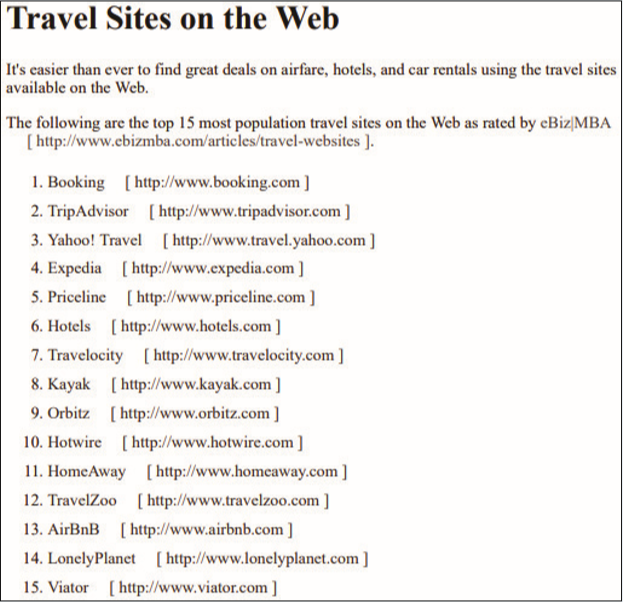 Travel Sites on the Web
It's easier than ever to find great deals on airfare, hotels, and car rentals using the travel sites
available on the Web.
The following are the top 15 most population travel sites on the Web as rated by eBiz|MBA
[ http://www.ebizmba.com/articles/travel-websites ].
1. Booking [ http://www.booking.com ]
2. TripAdvisor [ http://www.tripadvisor.com ]
3. Yahoo! Travel [ http://www.travel.yahoo.com ]
4. Expedia [ http://www.expedia.com ]
5. Priceline [ http://www.priceline.com ]
6. Hotels [ http://www.hotels.com ]
7. Travelocity [ http://www.travelocity.com ]
8. Kayak [ http://www.kayak.com ]
9. Orbitz [ http://www.orbitz.com ]
10. Hotwire [ http://www.hotwire.com ]
11. HomeAway [ http://www.homeaway.com ]
12. TravelZoo [ http://www.travelzoo.com ]
13. AirBnB [ http://www.airbnb.com ]
14. LonelyPlanet [ http://www.lonelyplanet.com ]
15. Viator [ http://www.viator.com ]